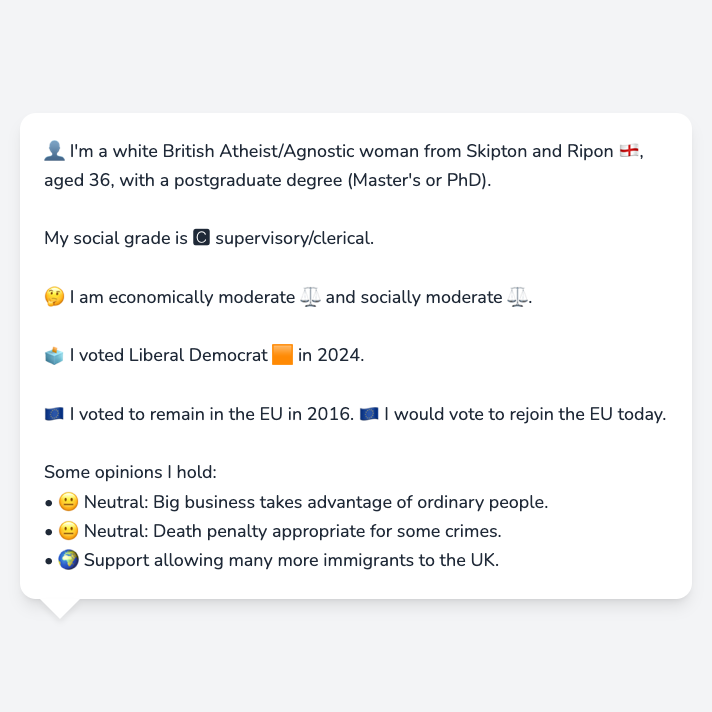 👤 I'm a white British Atheist/Agnostic woman from Skipton and Ripon 🏴󠁧󠁢󠁥󠁮󠁧󠁿,
aged 36, with a postgraduate degree (Master's or PhD).
My social grade is 🅲 supervisory/clerical.
🤔 I am economically moderate ⚖️ and socially moderate ⚖️.
🗳️ I voted Liberal Democrat 🟧 in 2024.
🇪🇺 I voted to remain in the EU in 2016. 🇪🇺 I would vote to rejoin the EU today.
Some opinions I hold:
• 😐 Neutral: Big business takes advantage of ordinary people.
• 😐 Neutral: Death penalty appropriate for some crimes.
• 🌍 Support allowing many more immigrants to the UK.